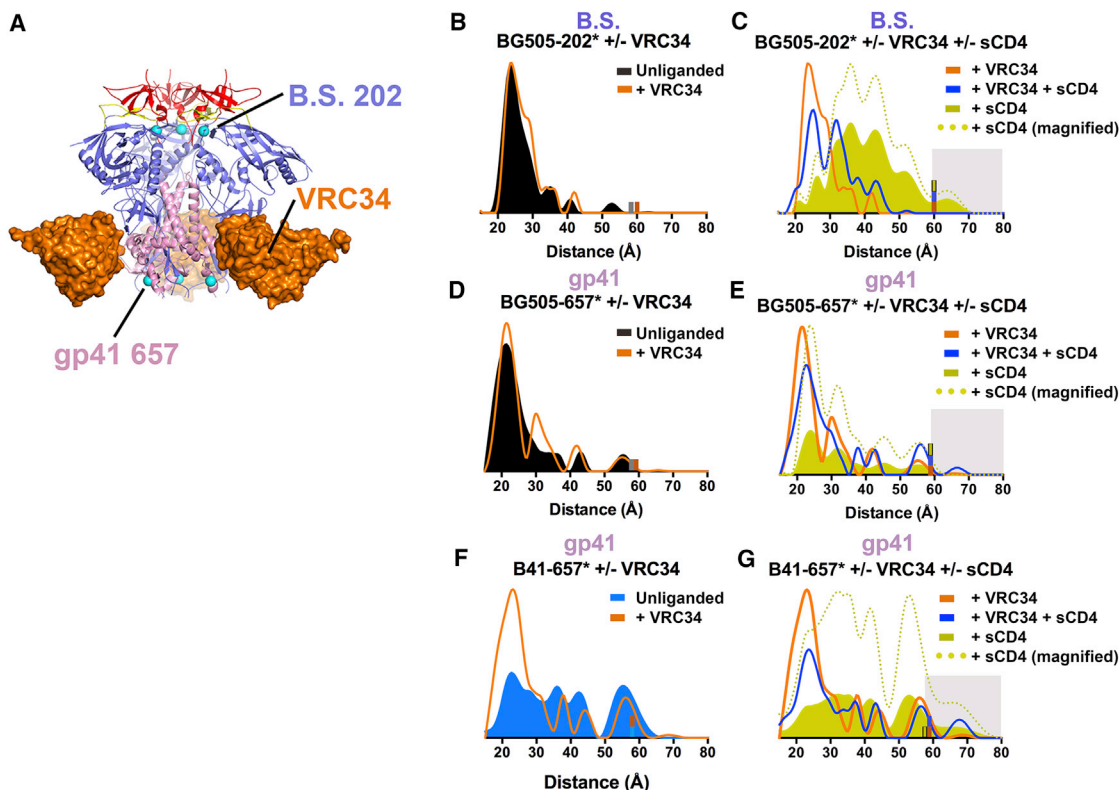 A
B.S. 202
VRC34
gp41 657
B
B.S.
BG505-202* +/- VRC34
Unliganded
+ VRC34
20 30 40 50 60 70 80
Distance (Å)
C
B.S.
BG505-202* +/- VRC34 +/- sCD4
+ VRC34
+ VRC34 + sCD4
+ sCD4
+ sCD4 (magnified)
20 30 40 50 60 70 80
Distance (Å)
D
gp41
BG505-657* +/- VRC34
Unliganded
+ VRC34
20 30 40 50 60 70 80
Distance (Å)
E
gp41
BG505-657* +/- VRC34 +/- sCD4
+ VRC34
+ VRC34 + sCD4
+ sCD4
+ sCD4 (magnified)
20 30 40 50 60 70 80
Distance (Å)
F
gp41
B41-657* +/- VRC34
Unliganded
+ VRC34
20 30 40 50 60 70 80
Distance (Å)
G
gp41
B41-657* +/- VRC34 +/- sCD4
+ VRC34
+ VRC34 + sCD4
+ sCD4
+ sCD4 (magnified)
20 30 40 50 60 70 80
Distance (Å)